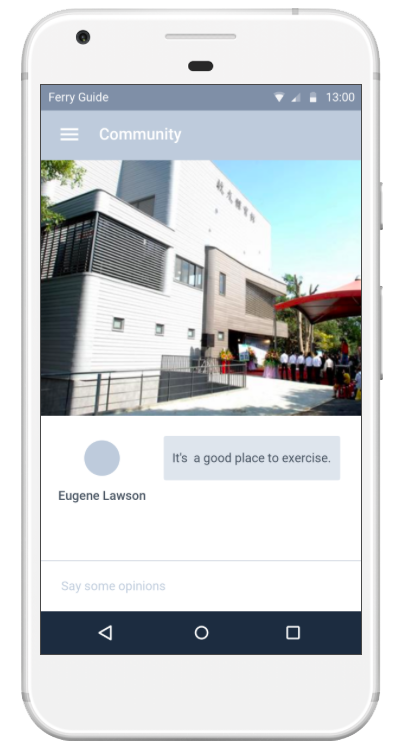 Ferry Guide 13:00
Community
It's  a good place to exercise.
Eugene Lawson
Say some opinions